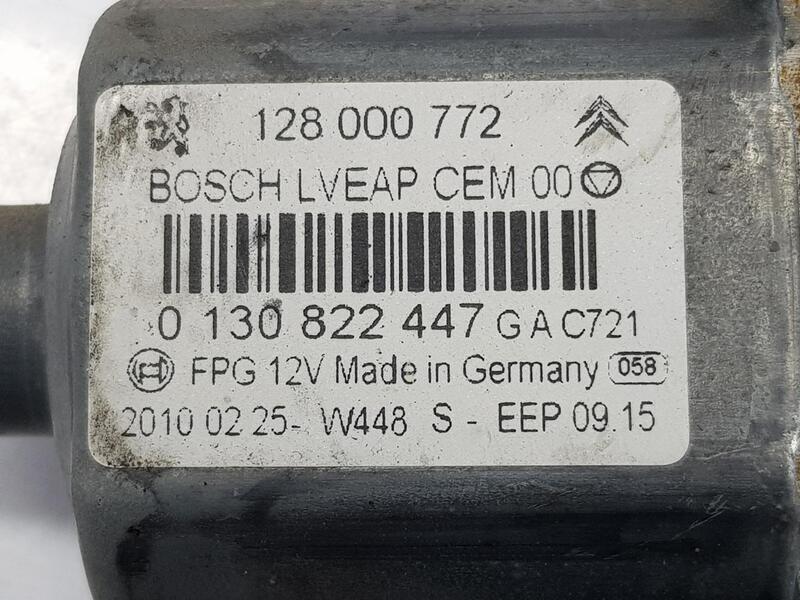 128 000 772
BOSCH LVEAP CEM 00
0 130 822 447 GA C721
FPG 12V Made in Germany 058
2010 02 25- W448 S - EEP 09.15